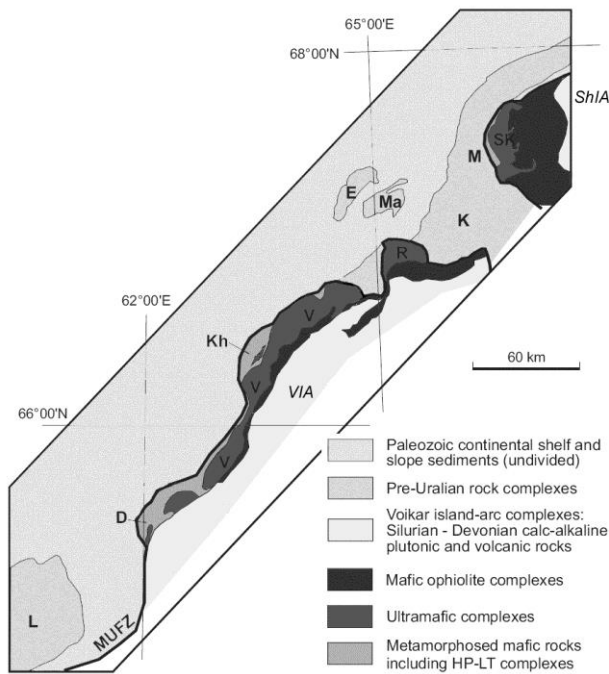 65°00'E
68°00'N
ShIA
SK
M
E
Ma
K
R
62°00'E
V
Kh
V
VIA
60 km
66°00'N
V
D
L
MUFZ
Paleozoic continental shelf and
slope sediments (undivided)
Pre-Uralian rock complexes
Voikar island-arc complexes:
Silurian - Devonian calc-alkaline
plutonic and volcanic rocks
Mafic ophiolite complexes
Ultramafic complexes
Metamorphosed mafic rocks
including HP-LT complexes